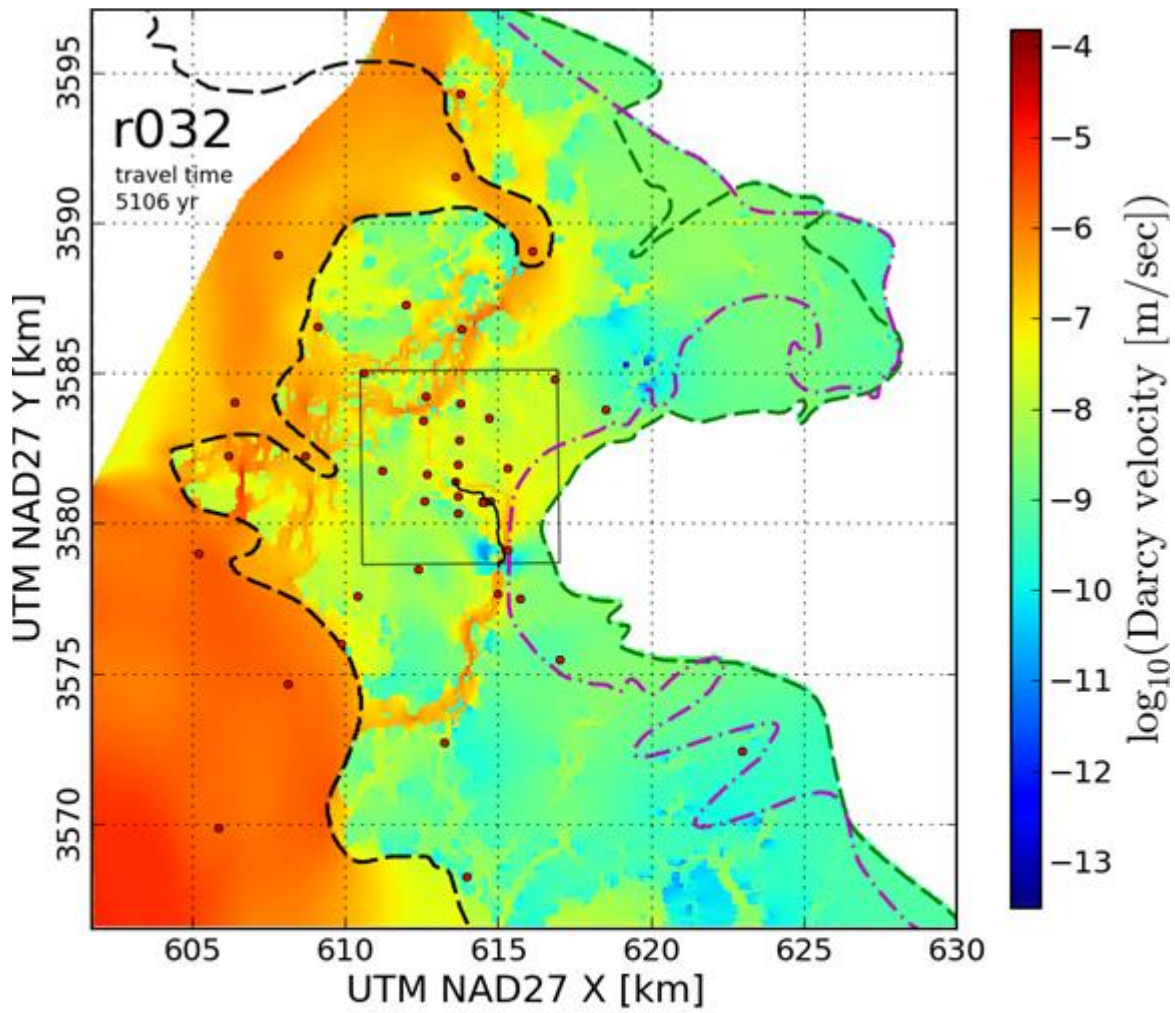 r032
travel time
5106 yr
3595
3590
3585
3580
3575
3570
UTM NAD27 Y [km]
605 610 615 620 625 630
UTM NAD27 X [km]
−4
−5
−6
−7
−8
−9
−10
−11
−12
−13
log₁₀(Darcy velocity [m/sec])